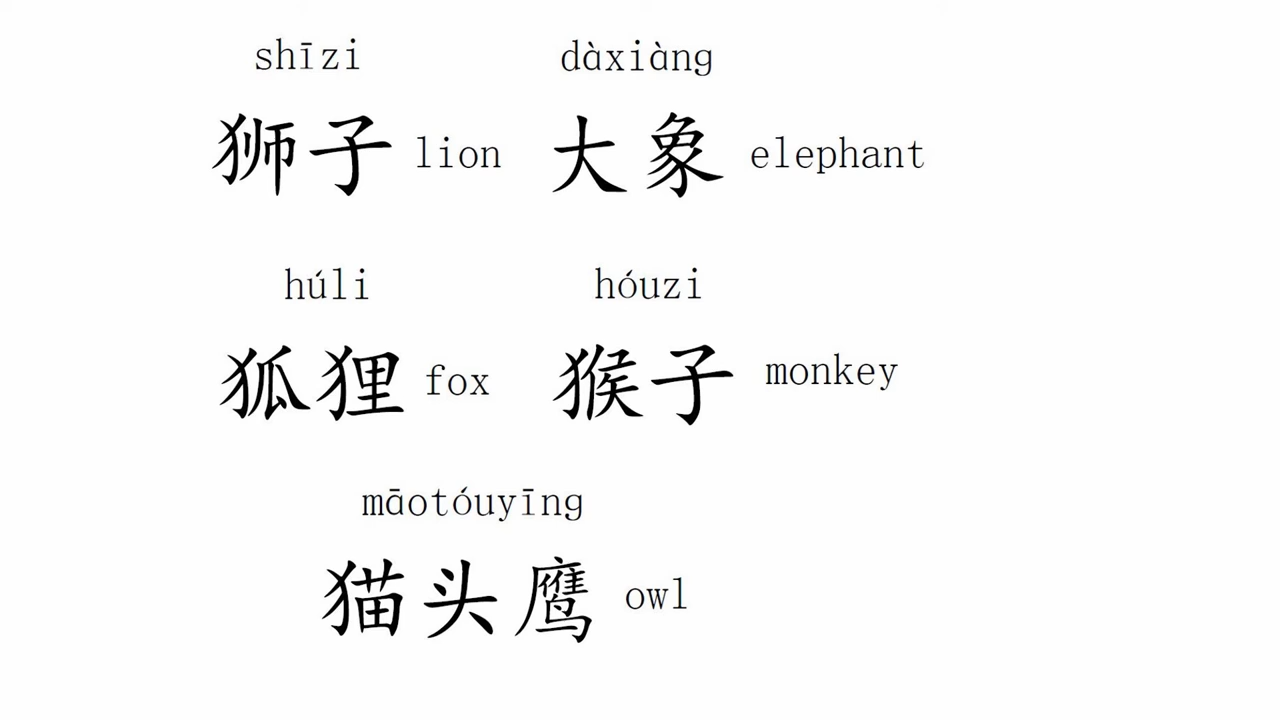 shīzi dàxiàng
狮子 lion 大象 elephant
húli hóuzi
狐狸 fox 猴子 monkey
māotóuyīng
猫头鹰 owl